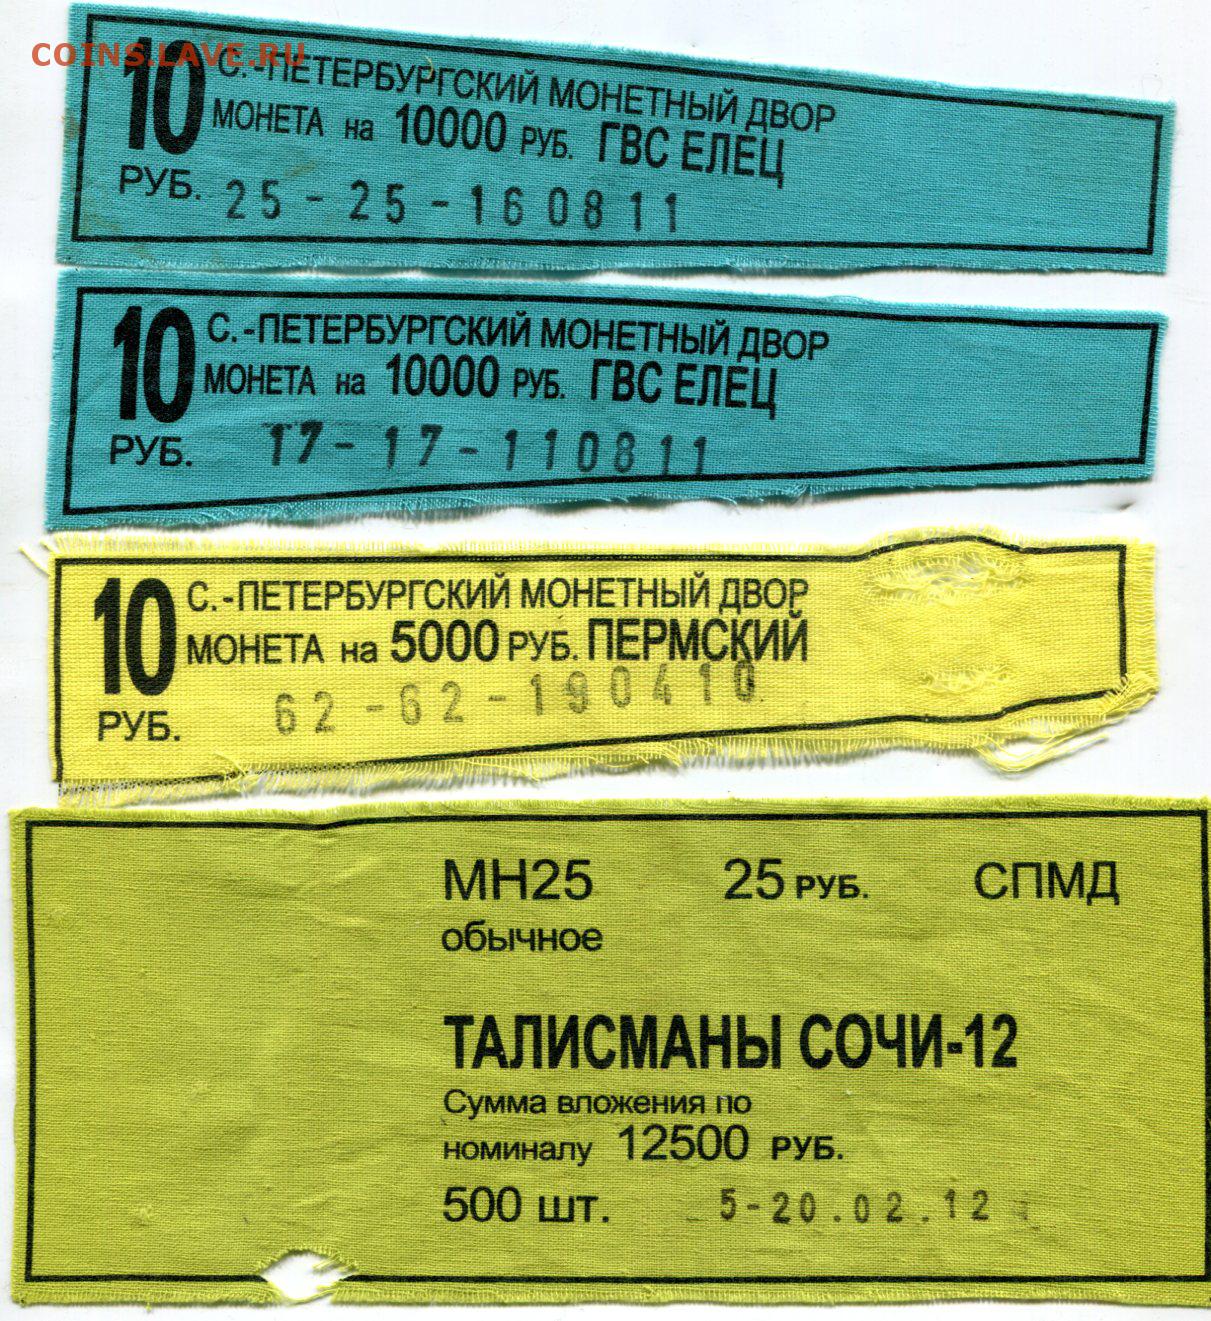 COINS.LAVE.RU
10 С.-ПЕТЕРБУРГСКИЙ МОНЕТНЫЙ ДВОР
МОНЕТА на 10000 РУБ. ГВС ЕЛЕЦ
РУБ. 25-25-160811
10 С.-ПЕТЕРБУРГСКИЙ МОНЕТНЫЙ ДВОР
МОНЕТА на 10000 РУБ. ГВС ЕЛЕЦ
РУБ. 17-17-110811
10 С.-ПЕТЕРБУРГСКИЙ МОНЕТНЫЙ ДВОР
МОНЕТА на 5000 РУБ. ПЕРМСКИЙ
РУБ. 62-62-190410
МН25 25 РУБ. СПМД
обычное
ТАЛИСМАНЫ СОЧИ-12
Сумма вложения по
номиналу 12500 РУБ.
500 шт. 5-20.02.12